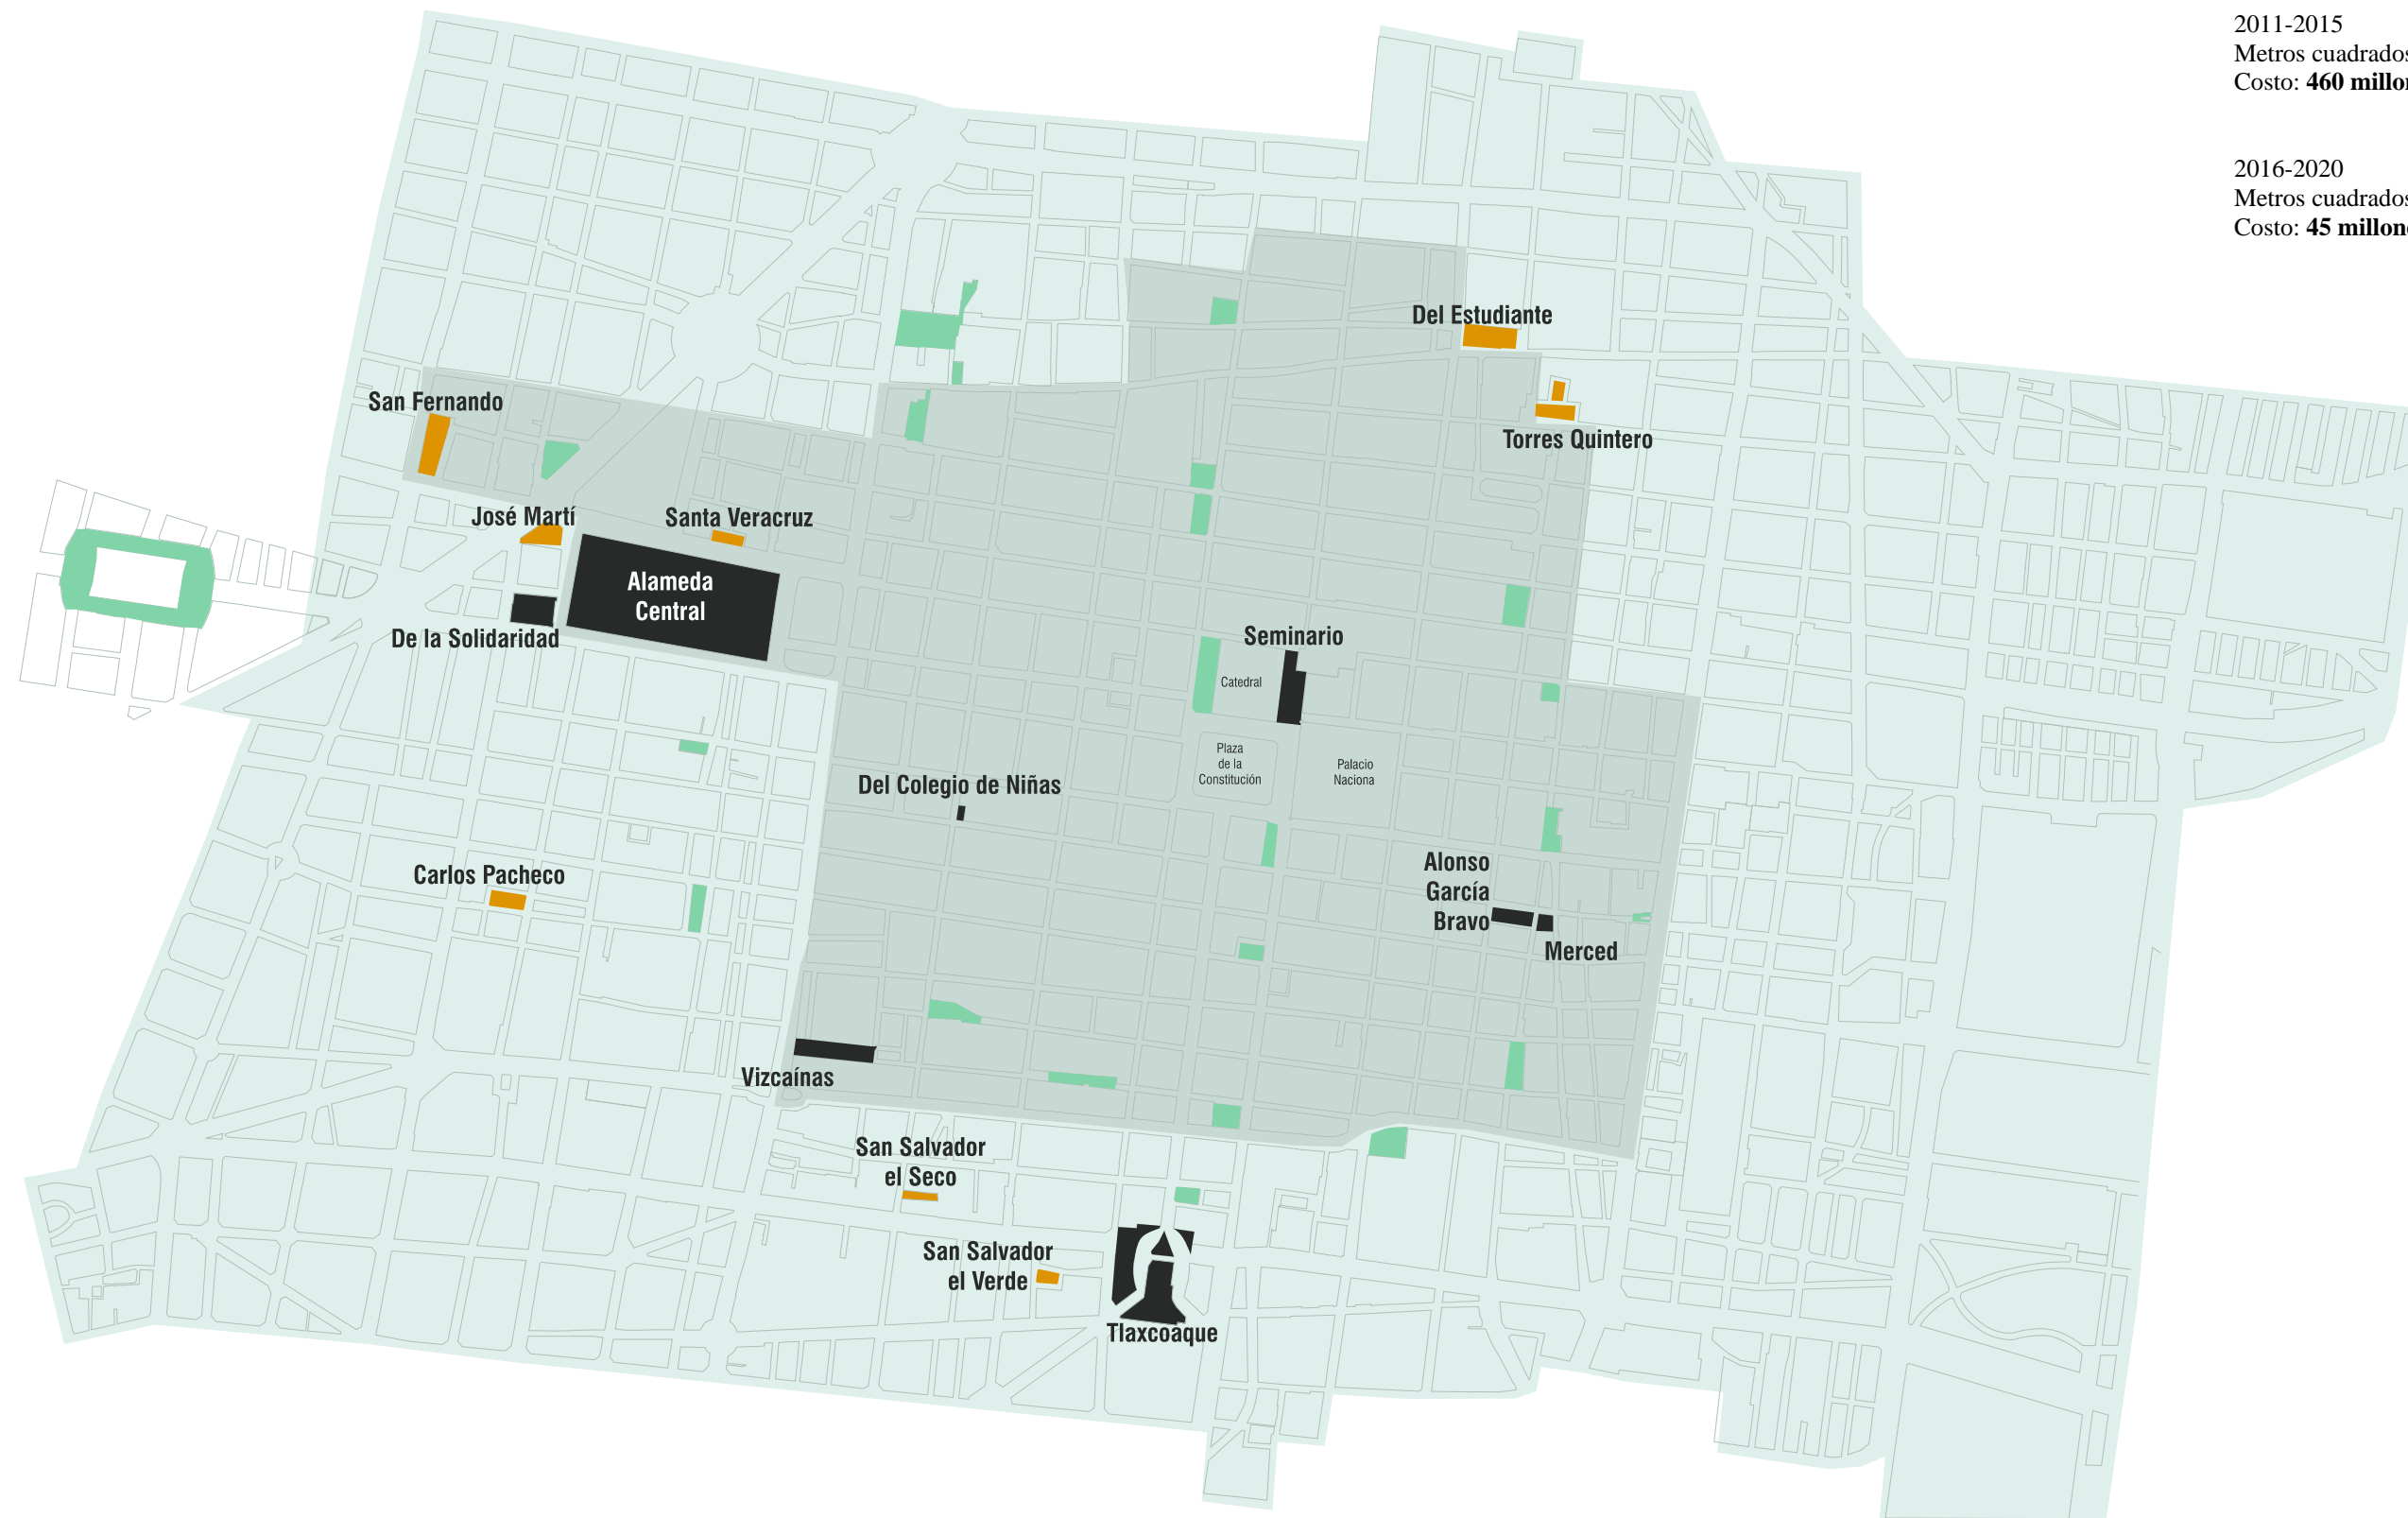 2011-2015
Metros cuadrados
Costo: 460
2016-2020
Metros cuadrados
Costo: 45
Del Estudiante
San Fernando
Torres Quintero
José Martí
Santa Veracruz
Alameda
Central
De la Solidaridad
Seminario
Catedral
Plaza
de la
Constitución
Palacio
Naciona
Del Colegio de Niñas
Carlos Pacheco
Alonso
García
Bravo
Merced
Vizcaínas
San Salvador
el Seco
San Salvador
el Verde
Tlaxcoaque